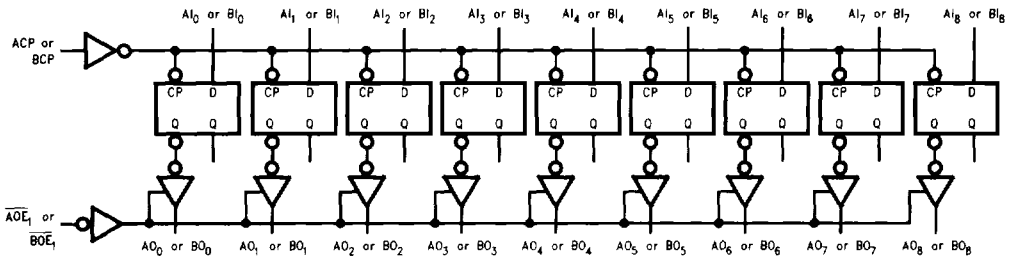 AI₀ or BI₀ AI₁ or BI₁ AI₂ or BI₂ AI₃ or BI₃ AI₄ or BI₄ AI₅ or BI₅ AI₆ or BI₆ AI₇ or BI₇ AI₈ or BI₈
ACP or
BCP
CP D CP D CP D CP D CP D CP D CP D CP D CP D
Q Q Q Q Q Q Q Q Q Q Q Q Q Q Q Q Q Q
A̅O̅E̅₁ or
B̅O̅E̅₁
AO₀ or BO₀ AO₁ or BO₁ AO₂ or BO₂ AO₃ or BO₃ AO₄ or BO₄ AO₅ or BO₅ AO₆ or BO₆ AO₇ or BO₇ AO₈ or BO₈